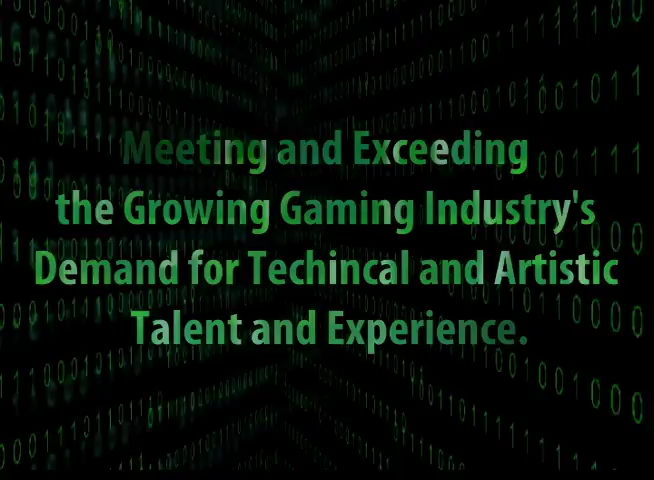 Meeting and Exceeding
the Growing Gaming Industry's
Demand for Techincal and Artistic
Talent and Experience.